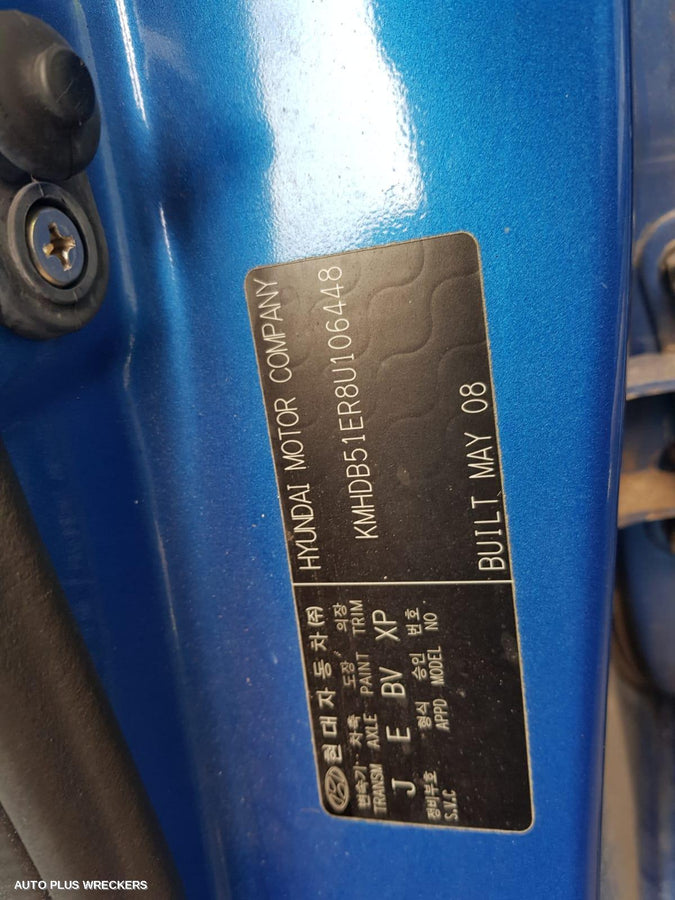 현대자동차(주)
HYUNDAI MOTOR COMPANY
변속기 차축 도장 의장
TRANSM AXLE PAINT TRIM
KMHDB51ER8U106448
J E BV XP
정비부호 형식 승인 번호
S.V.C APPD MODEL NO
BUILT MAY 08
AUTO PLUS WRECKERS